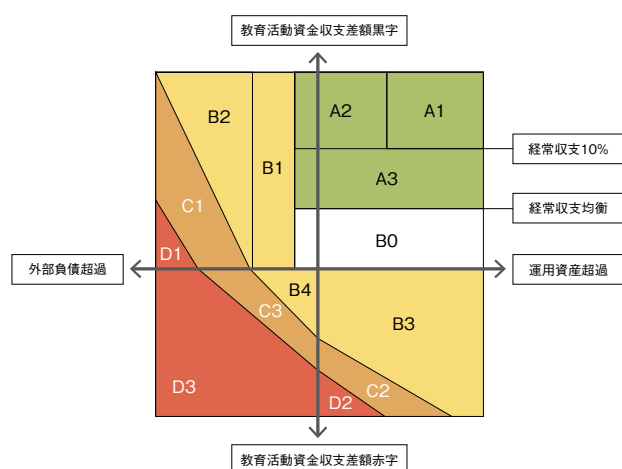 教育活動資金収支差額黒字
A2
A1
B2
経常収支10%
B1
A3
C1
経常収支均衡
B0
D1
外部負債超過
運用資産超過
B4
C3
B3
D3
C2
D2
教育活動資金収支差額赤字